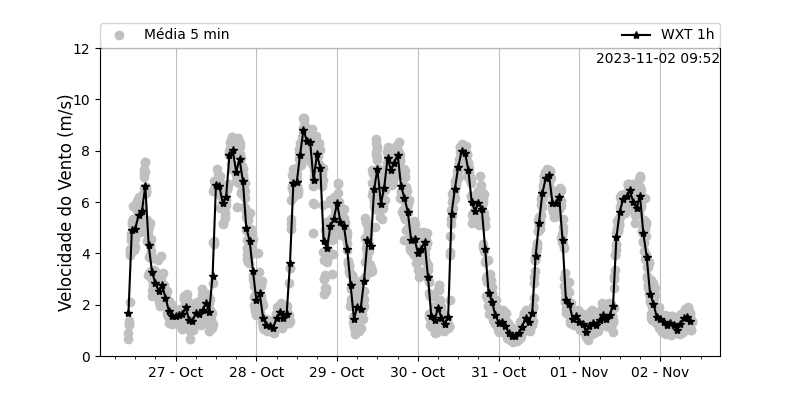 Média 5 min
WXT 1h
2023-11-02 09:52
Velocidade do Vento (m/s)
12
10
8
6
4
2
0
27 - Oct
28 - Oct
29 - Oct
30 - Oct
31 - Oct
01 - Nov
02 - Nov